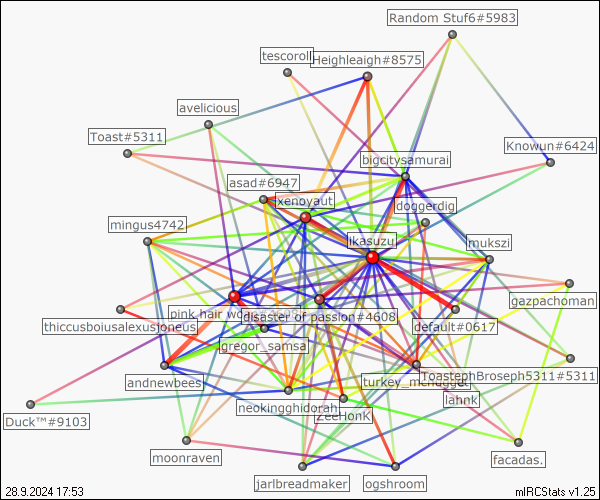 Random Stuf6#5983
tescoroll
Heighleaigh#8575
avelicious
Toast#5311
Knowun#6424
bigcitysamurai
asad#6947
xenoyaut
doggerdig
mingus4742
lkasuzu
mukszi
gazpachoman
pink hair
disaster of passion#4608
thiccusboiusalexusjoneus
default#0617
gregor_samsa
turkey_mcnugget
ToastephBroseph5311#5311
andnewbees
lahnk
neokingghidorah
ZeeHonK
Duck™#9103
moonraven
facadas.
jarlbreadmaker
ogshroom
28.9.2024 17:53
mIRCStats v1.25